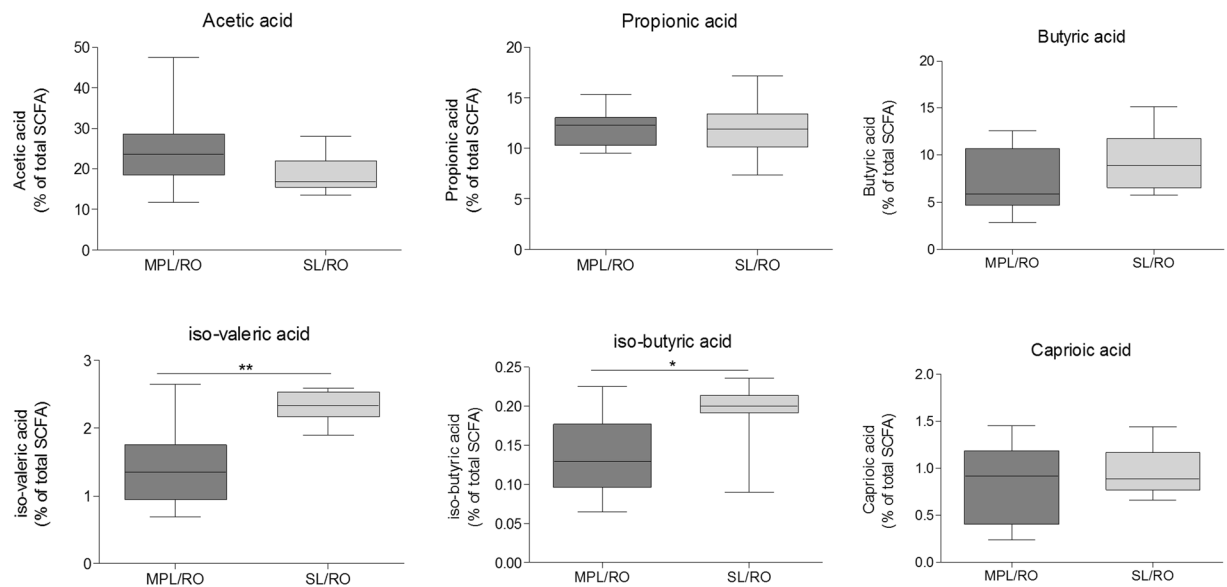 Acetic acid
Acetic acid
(% of total SCFA)
50
40
30
20
10
0
MPL/RO
SL/RO
Propionic acid
Propionic acid
(% of total SCFA)
20
15
10
5
0
MPL/RO
SL/RO
Butyric acid
Butyric acid
(% of total SCFA)
20
15
10
5
0
MPL/RO
SL/RO
iso-valeric acid
iso-valeric acid
(% of total SCFA)
3
2
1
0
**
MPL/RO
SL/RO
iso-butyric acid
iso-butyric acid
(% of total SCFA)
0.25
0.20
0.15
0.10
0.05
0.00
*
MPL/RO
SL/RO
Caprioic acid
Caprioic acid
(% of total SCFA)
2.0
1.5
1.0
0.5
0.0
MPL/RO
SL/RO